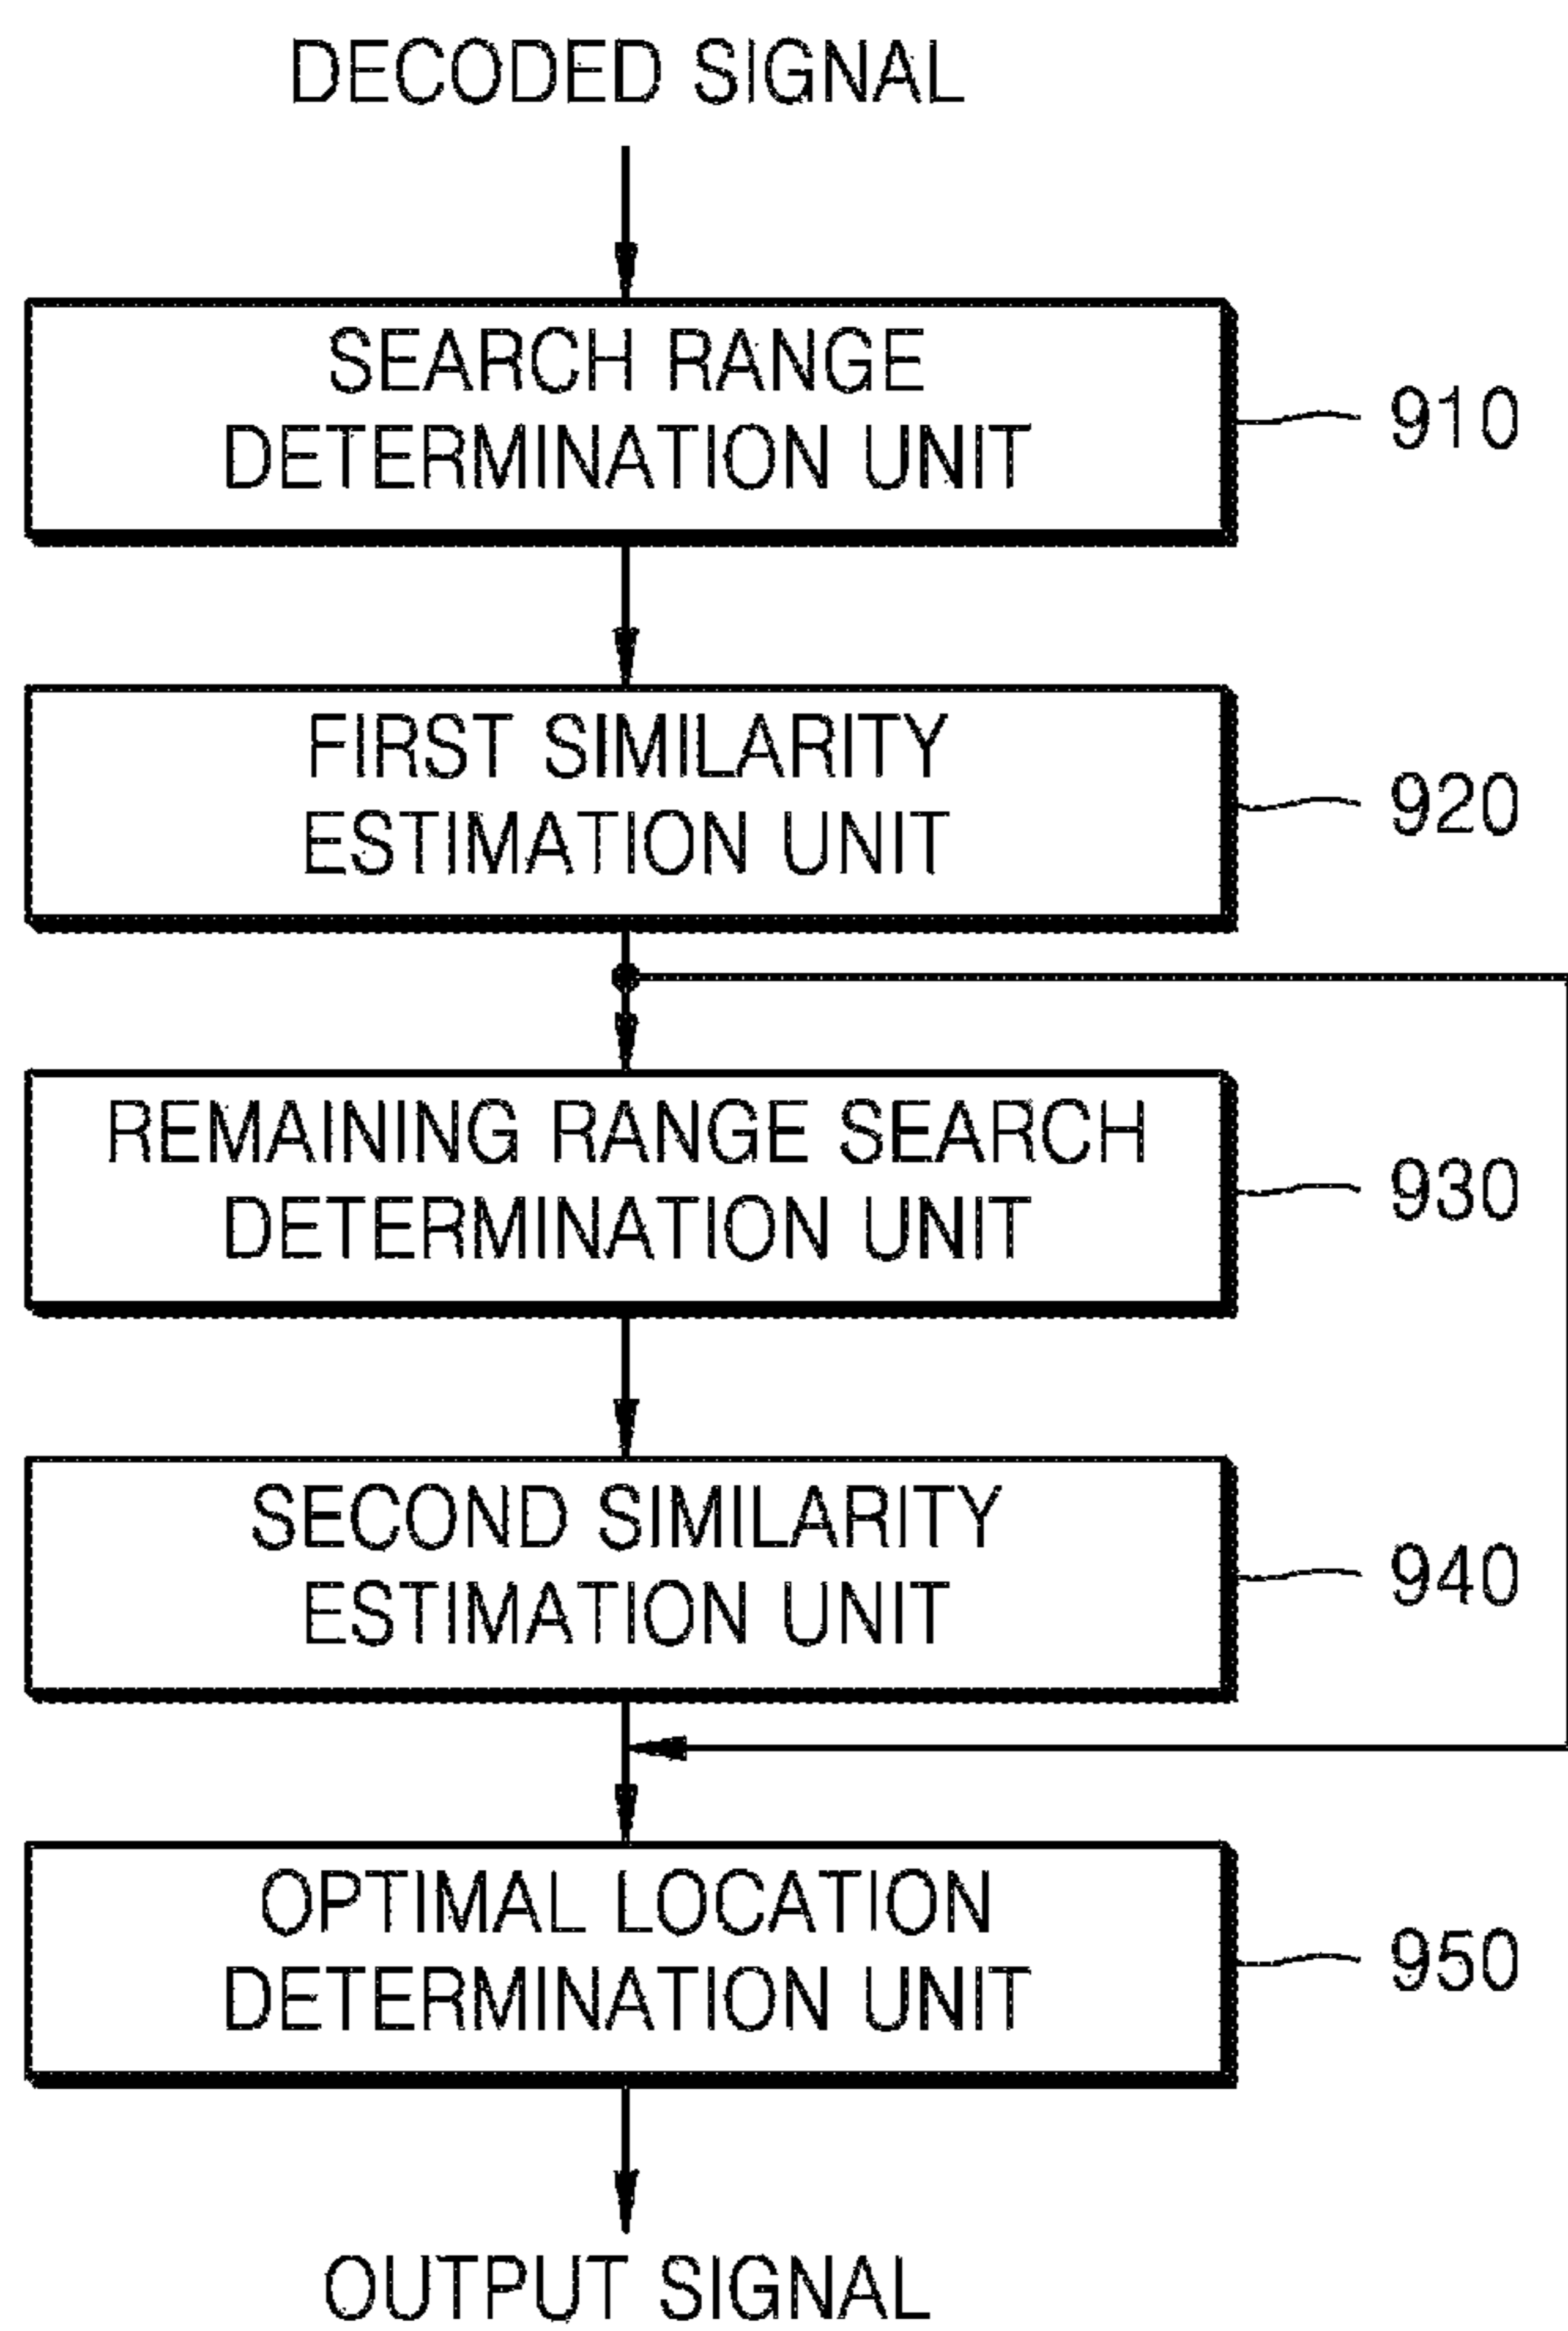 DECODED SIGNAL
SEARCH RANGE
DETERMINATION UNIT
910
FIRST SIMILARITY
ESTIMATION UNIT
920
REMAINING RANGE SEARCH
DETERMINATION UNIT
930
SECOND SIMILARITY
ESTIMATION UNIT
940
OPTIMAL LOCATION
DETERMINATION UNIT
950
OUTPUT SIGNAL